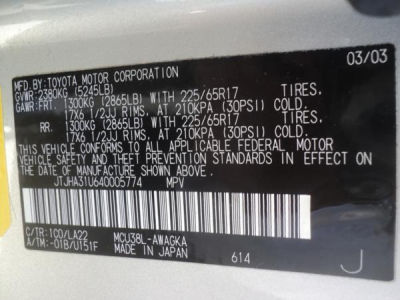 MFD.BY:TOYOTA MOTOR CORPORATION 03/03
GVWR:2380KG (5245LB)
GAWR:FRT. 1300KG (2865LB) WITH 225/65R17 TIRES.
17X6 1/2JJ RIMS. AT 210KPA (30PSI) COLD.
RR. 1300KG (2865LB) WITH 225/65R17 TIRES.
17X6 1/2JJ RIMS. AT 210KPA (30PSI) COLD.
THIS VEHICLE CONFORMS TO ALL APPLICABLE FEDERAL MOTOR
VEHICLE SAFETY STANDARDS IN EFFECT ON THE DATE OF
MANUFACTURE SHOWN ABOVE.
JTJHA31U640005774 MPV
C/TR:1C0/LA22 MCU38L-AWAGKA
A/TM:-01B/U151F MADE IN JAPAN 614 J